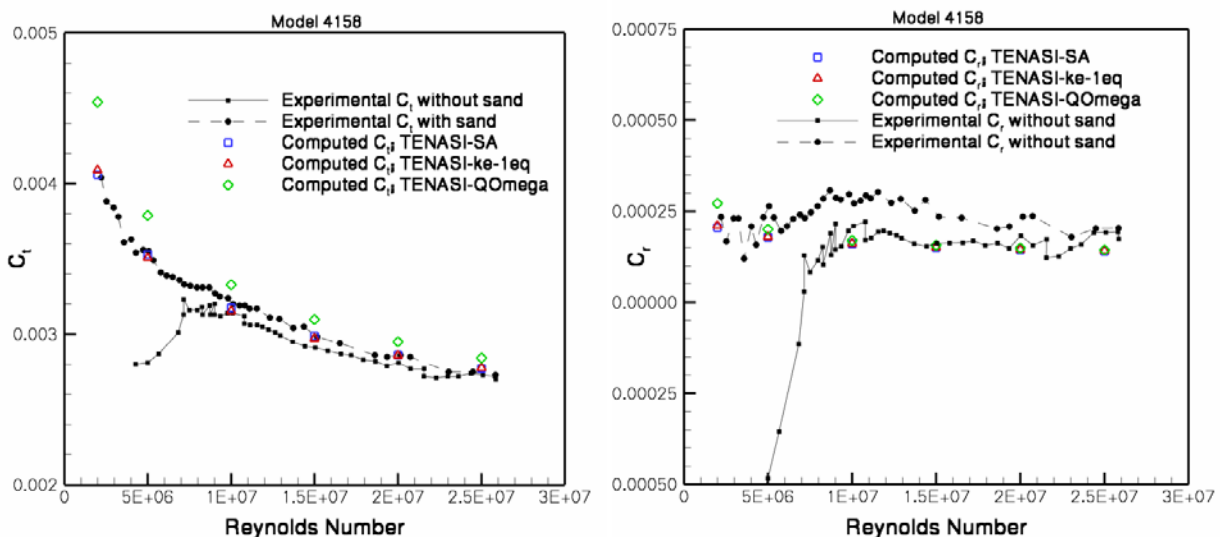 Model 4158
0.005
0.004
0.003
0.002
C_t
Experimental C_t without sand
Experimental C_t with sand
Computed C_t; TENASI-SA
Computed C_t; TENASI-ke-1eq
Computed C_t; TENASI-QOmega
0 5E+06 1E+07 1.5E+07 2E+07 2.5E+07 3E+07
Reynolds Number
Model 4158
0.00075
0.00050
0.00025
0.00000
0.00025
0.00050
C_r
Computed C_r; TENASI-SA
Computed C_r; TENASI-ke-1eq
Computed C_r; TENASI-QOmega
Experimental C_r without sand
Experimental C_r without sand
0 5E+06 1E+07 1.5E+07 2E+07 2.5E+07 3E+07
Reynolds Number